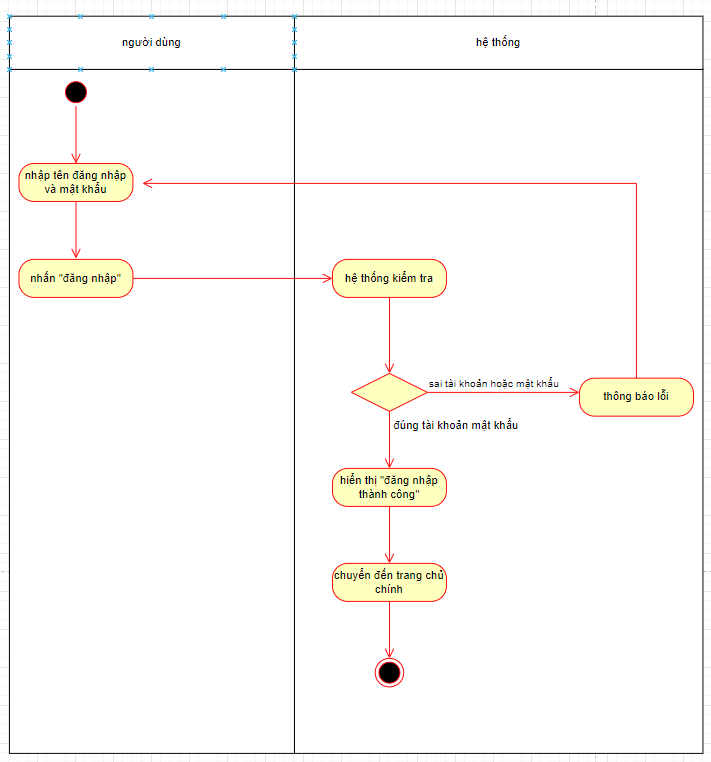 người dùng
hệ thống
nhập tên đăng nhập
và mật khẩu
nhấn "đăng nhập"
hệ thống kiểm tra
sai tài khoản hoặc mật khẩu
thông báo lỗi
đúng tài khoản mật khẩu
hiển thị "đăng nhập
thành công"
chuyển đến trang chủ
chính